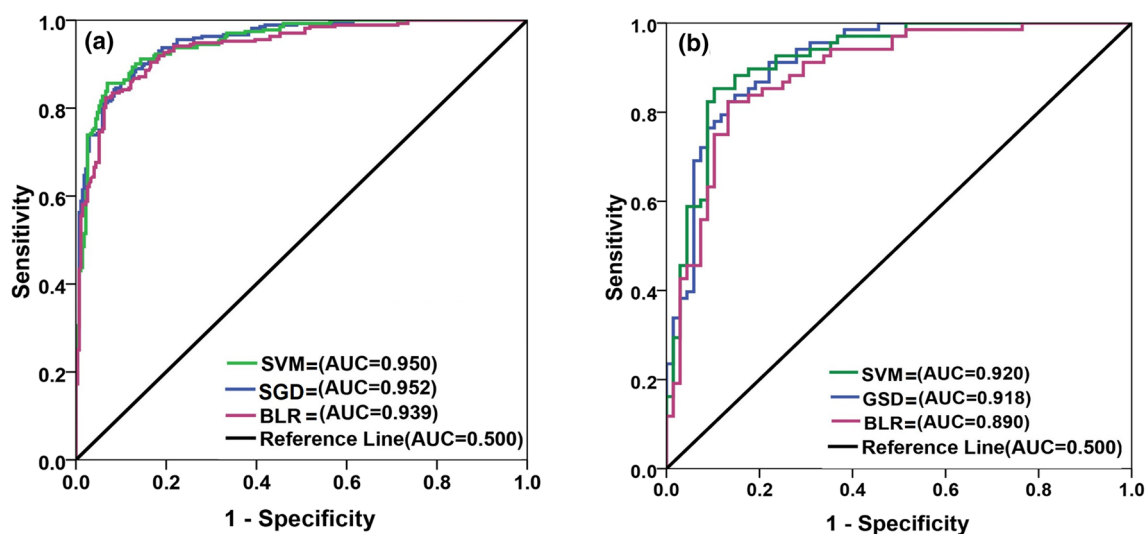 (a)
1.0
0.8
0.6
0.4
0.2
0.0
Sensitivity
SVM=(AUC=0.950)
SGD=(AUC=0.952)
BLR=(AUC=0.939)
Reference Line(AUC=0.500)
0.0 0.2 0.4 0.6 0.8 1.0
1 - Specificity
(b)
1.0
0.8
0.6
0.4
0.2
0.0
Sensitivity
SVM=(AUC=0.920)
GSD=(AUC=0.918)
BLR=(AUC=0.890)
Reference Line(AUC=0.500)
0.0 0.2 0.4 0.6 0.8 1.0
1 - Specificity